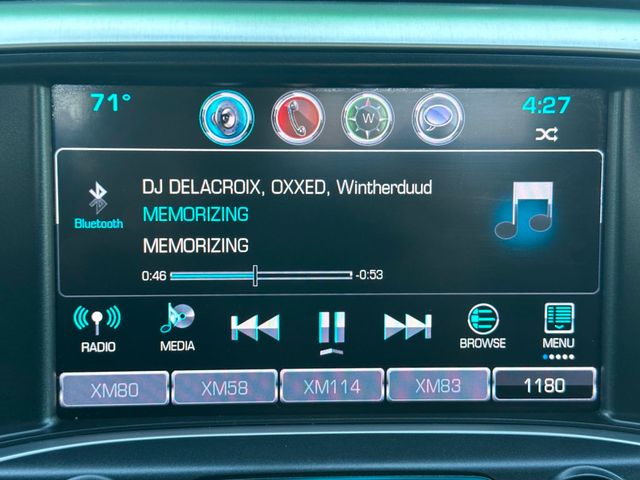 71° W 4:27
DJ DELACROIX, OXXED, Wintherduud
Bluetooth
MEMORIZING
MEMORIZING
0:46 -0:53
RADIO MEDIA BROWSE MENU
XM80 XM58 XM114 XM83 1180